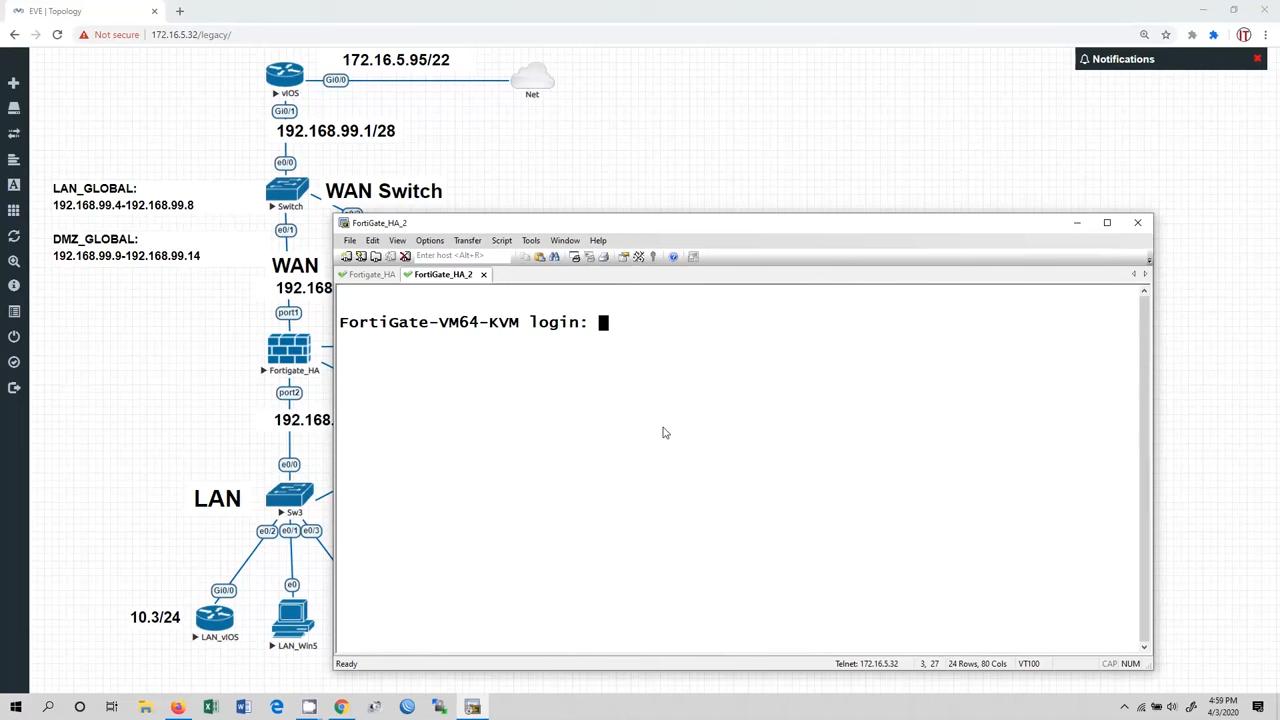 EVE | Topology
Not secure
172.16.5.32/legacy/
Notifications
172.16.5.95/22
Gi0/0
vIOS
Net
Gi0/1
192.168.99.1/28
e0/0
LAN_GLOBAL:
192.168.99.4-192.168.99.8
WAN Switch
Switch
e0/1
DMZ_GLOBAL:
192.168.99.9-192.168.99.14
WAN
192.168
port1
Fortigate_HA
port2
192.168.
e0/0
LAN
Sw3
e0/2
e0/1
e0/3
Gi0/0
e0
10.3/24
LAN_vIOS
LAN_Win5
FortiGate_HA_2
File Edit View Options Transfer Script Tools Window Help
Enter host <Alt+R>
Fortigate_HA
FortiGate_HA_2
FortiGate-VM64-KVM login:
Ready
Telnet: 172.16.5.32
3, 27
24 Rows, 80 Cols
VT100
CAP
NUM
4:59 PM
4/3/2020